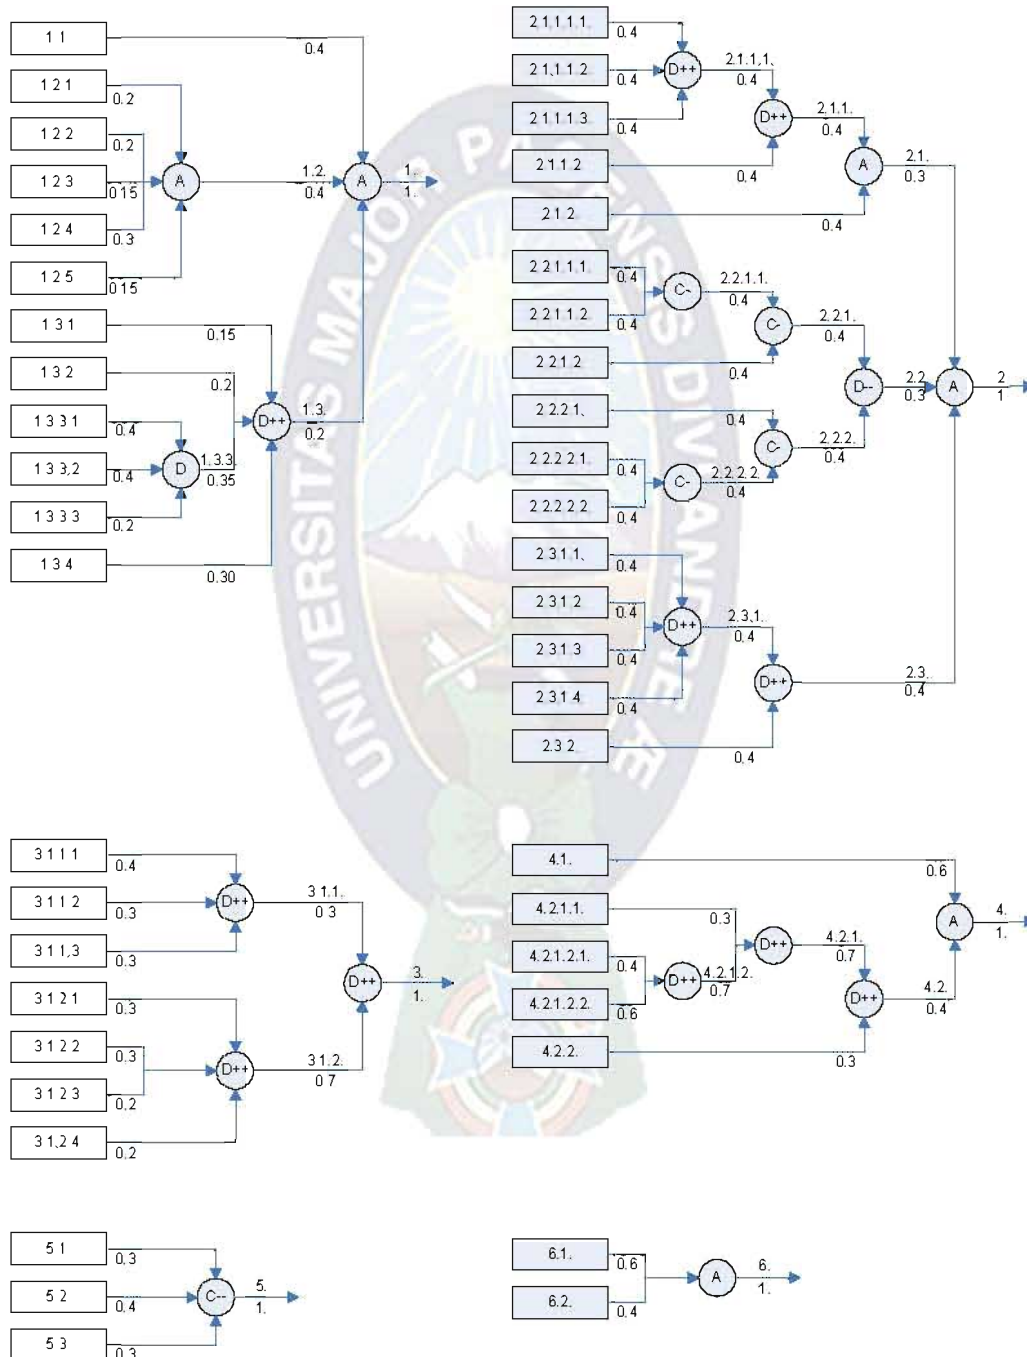 1 1
0.4
1 2 1
0.2
1 2 2
0.2
1 2 3
0.15
1 2 4
0.3
1 2 5
0.15
A
1.2.
0.4
A
1.
1.
1 3 1
0.15
1 3 2
0.2
1 3 3 1
0.4
1 3 3,2
0.4
1 3 3 3
0.2
D
1.3.3.
0.35
D++
1.3.
0.2
1 3 4
0.30
2 1,1 1 1.
0.4
2 1,1 1 2.
0.4
2 1 1 1 3.
0.4
D++
2.1.1,1.
0.4
2 1 1.2
0.4
D++
2.1.1.
0.4
2 1 2
0.4
A
2.1.
0.3
2 2 1 1,1.
0.4
2 2 1 1.2.
0.4
C-
2.2.1.1.
0.4
2 2 1.2
0.4
C-
2.2.1.
0.4
D--
2.2
0.3
A
2
1
2 2.2 1,
0.4
2 2.2 2 1.
0.4
2 2.2 2 2
0.4
C-
2.2.2.2.
0.4
C-
2.2.2.
0.4
2 3 1 1,
0.4
2 3 1 2
0.4
2 3 1 3
0.4
2 3 1 4
0.4
D++
2.3,1.
0.4
2.3 2.
0.4
D++
2.3.
0.4
3 1 1 1
0.4
3 1 1 2
0.3
3 1 1,3
0.3
D++
3 1.1.
0.3
3 1 2 1
0.3
3 1 2 2
0.3
3 1 2 3
0.2
3 1,2 4
0.2
D++
3 1.2.
0 7
D++
3.
1.
4.1.
0.6
4.2.1.1.
0.3
4.2.1.2.1.
0.4
4.2.1.2.2.
0.6
D++
4.2.1.2.
0.7
D++
4.2.1.
0.7
4.2.2.
0.3
D++
4.2.
0.4
A
4.
1.
5 1
0.3
5 2
0.4
5 3
0.3
C--
5.
1.
6.1.
0.6
6.2.
0.4
A
6.
1.
UNIVERSITAS MAJOR PACENSIS DIVI ANDREÆ